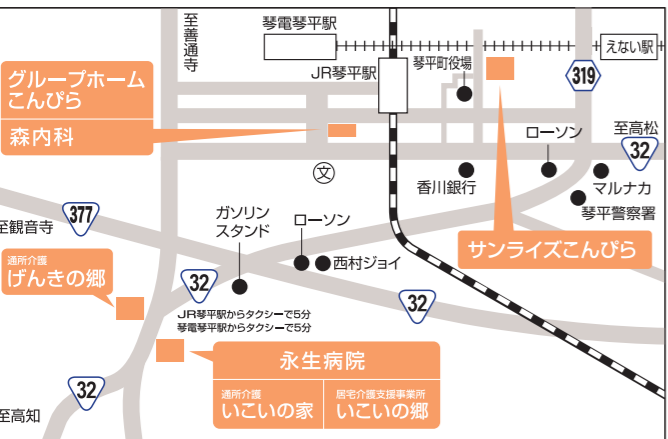 至善通寺
琴電琴平駅
えない駅
JR琴平駅
琴平町役場
319
グループホーム
こんぴら
森内科
ローソン
至高松
32
文
香川銀行
マルナカ
琴平警察署
377
至観音寺
ガソリン
スタンド
ローソン
西村ジョイ
サンライズこんぴら
通所介護
げんきの郷
32
JR琴平駅からタクシーで5分
琴電琴平駅からタクシーで5分
32
永生病院
通所介護
いこいの家
居宅介護支援事業所
いこいの郷
32
至高知